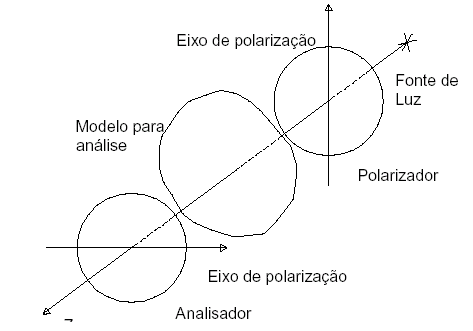 Eixo de polarização
Fonte de
Luz
Modelo para
análise
Polarizador
Eixo de polarização
Analisador